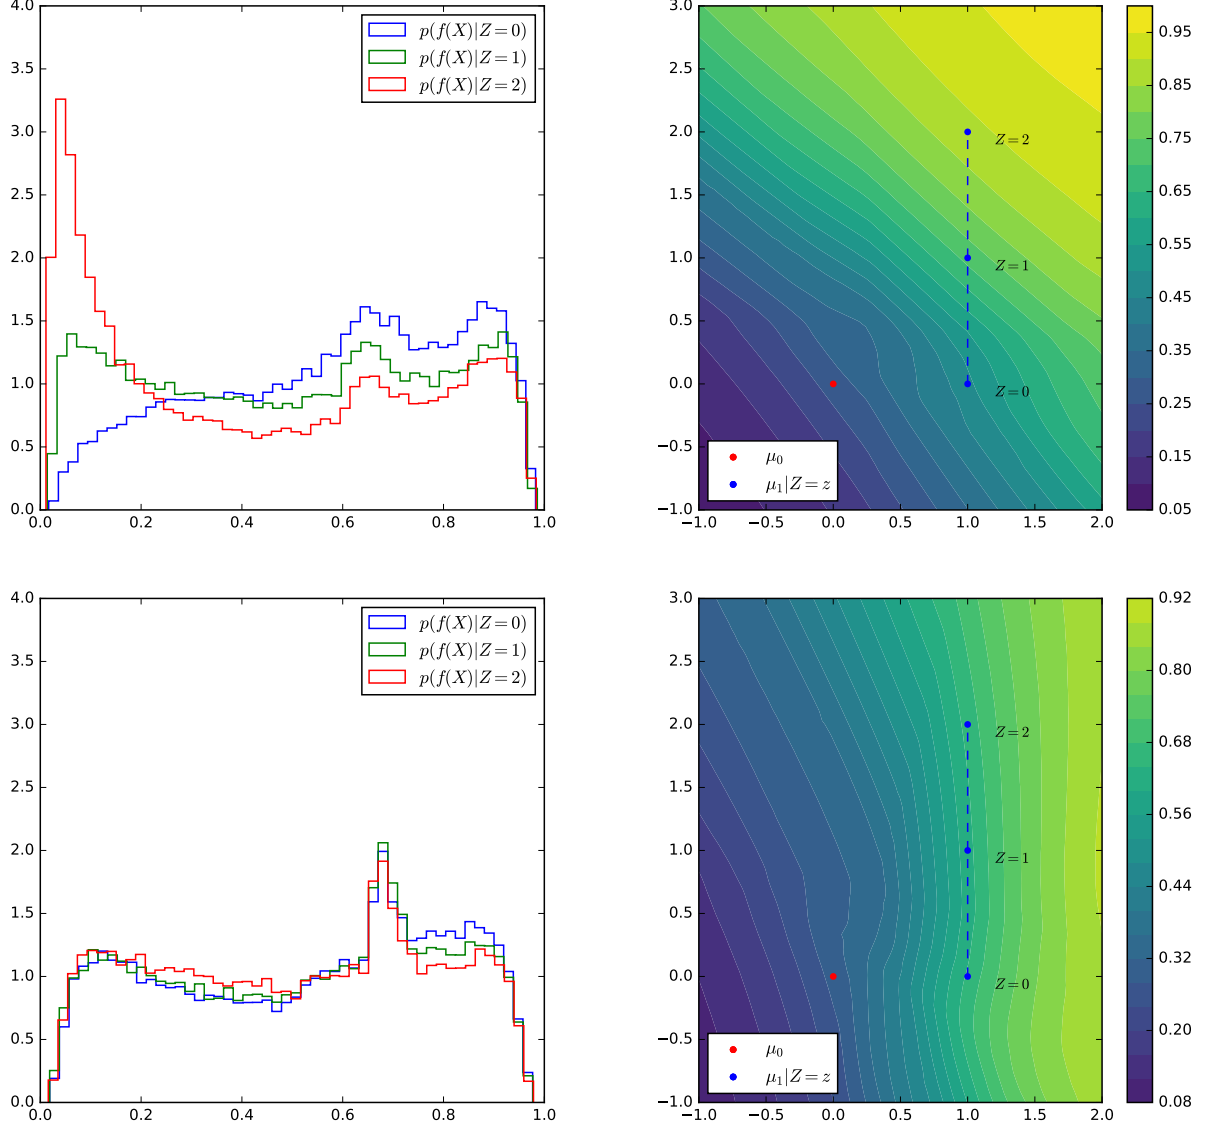 4.0
3.5
3.0
2.5
2.0
1.5
1.0
0.5
0.0
0.0 0.2 0.4 0.6 0.8 1.0
p(f(X)|Z=0)
p(f(X)|Z=1)
p(f(X)|Z=2)
3.0
2.5
2.0
1.5
1.0
0.5
0.0
−0.5
−1.0
−1.0 −0.5 0.0 0.5 1.0 1.5 2.0
Z=2
Z=1
Z=0
μ₀
μ₁|Z=z
0.95
0.85
0.75
0.65
0.55
0.45
0.35
0.25
0.15
0.05
4.0
3.5
3.0
2.5
2.0
1.5
1.0
0.5
0.0
0.0 0.2 0.4 0.6 0.8 1.0
p(f(X)|Z=0)
p(f(X)|Z=1)
p(f(X)|Z=2)
3.0
2.5
2.0
1.5
1.0
0.5
0.0
−0.5
−1.0
−1.0 −0.5 0.0 0.5 1.0 1.5 2.0
Z=2
Z=1
Z=0
μ₀
μ₁|Z=z
0.92
0.80
0.68
0.56
0.44
0.32
0.20
0.08